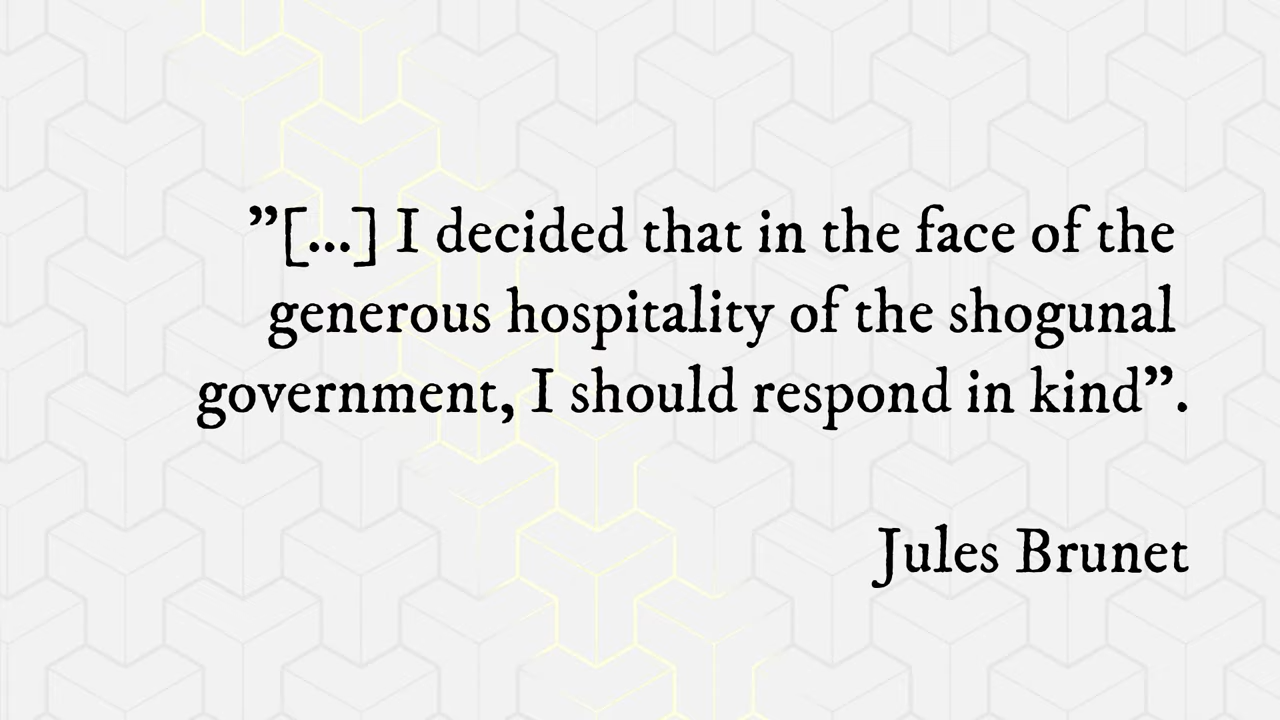 ”[...] I decided that in the face of the
generous hospitality of the shogunal
government, I should respond in kind”.
Jules Brunet